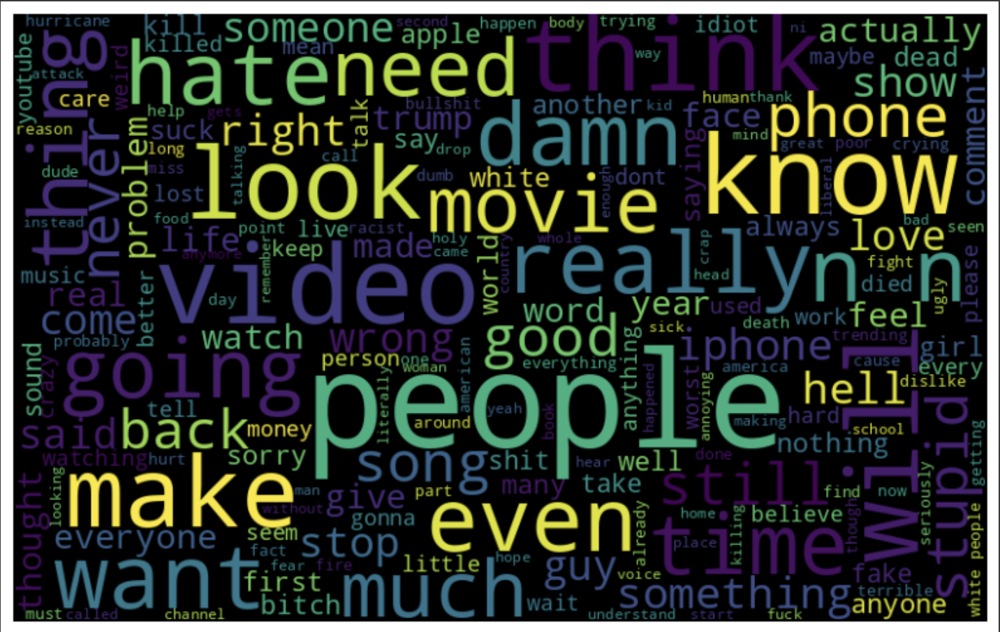 hurricane
kill
someone
second
happen
body
trying
idiot
ni
actually
thing
youtube
weird
killed
mean
apple
think
way
maybe
dead
attack
hate
need
show
care
help
gets
talk
bullshit
trump
another
kid
human
thank
face
phone
comment
reason
never
problem
suck
right
say
drop
damn
saying
mind
great
poor
crying
long
call
look
talking
dude
miss
lost
dumb
white
movie
enough
dont
know
liberal
instead
food
life
point
live
racist
holy
came
whole
always
bad
seen
love
anymore
remember
keep
made
world
country
really
crap
head
n n
fight
died
ugly
please
music
real
better
video
day
word
year
used
come
probably
watch
wrong
good
sick
death
work
feel
trending
girl
sound
crazy
going
person
one
woman
literally
american
everything
anything
iphone
america
cause
every
tell
people
yeah
around
book
happened
worst
annoying
hell
dislike
will
stupid
said
back
money
making
hard
school
nothing
getting
watching
hurt
sorry
song
shit
hear
well
done
thought
looking
make
man
without
give
part
many
take
still
find
now
seriously
gonna
even
already
home
killing
believe
though
everyone
seem
fact
stop
time
place
white people
want
fear
fire
little
hope
guy
voice
fake
first
bitch
much
wait
something
terrible
anyone
must
called
channel
understand
start
fuck